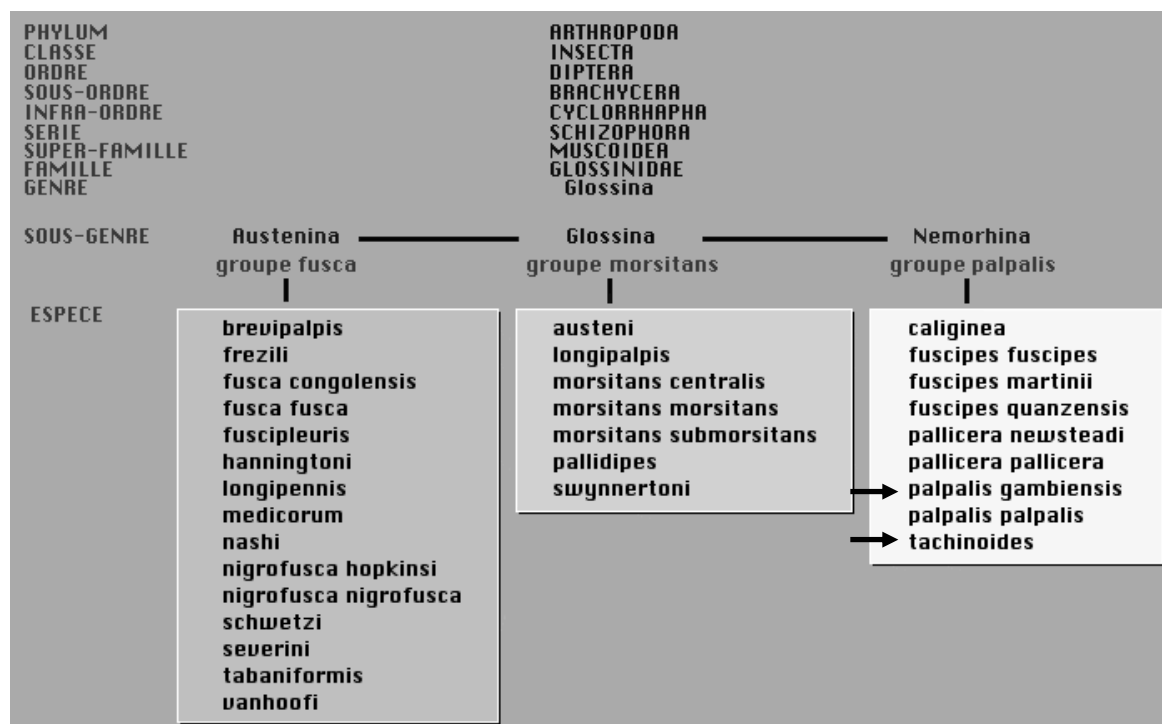 PHYLUM ARTHROPODA
CLASSE INSECTA
ORDRE DIPTERA
SOUS-ORDRE BRACHYCERA
INFRA-ORDRE CYCLORRHAPHA
SERIE SCHIZOPHORA
SUPER-FAMILLE MUSCOIDEA
FAMILLE GLOSSINIDAE
GENRE Glossina
SOUS-GENRE Austenina Glossina Nemorhina
groupe fusca groupe morsitans groupe palpalis
ESPECE
brevipalpis
frezili
fusca congolensis
fusca fusca
fuscipleuris
hanningtoni
longipennis
medicorum
nashi
nigrofusca hopkinsi
nigrofusca nigrofusca
schwetzi
severini
tabaniformis
vanhoofi
austeni
longipalpis
morsitans centralis
morsitans morsitans
morsitans submorsitans
pallidipes
swynnertoni
caliginea
fuscipes fuscipes
fuscipes martinii
fuscipes quanzensis
pallicera newsteadi
pallicera pallicera
palpalis gambiensis
palpalis palpalis
tachinoides